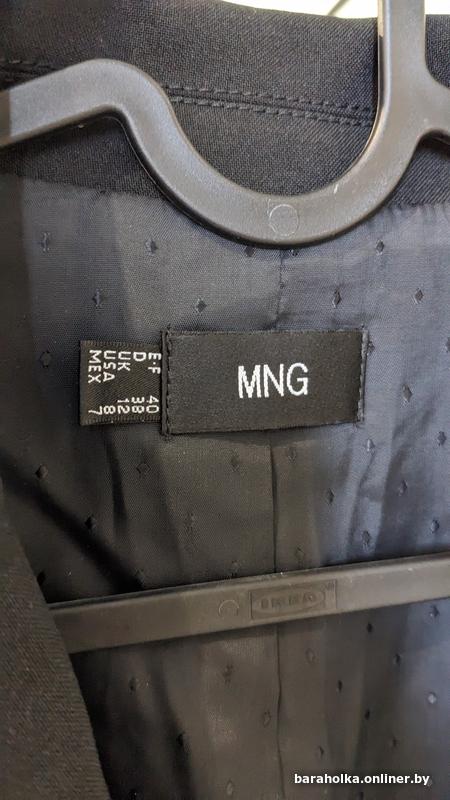 E·F 40
D 38
UK 12
USA 8
MEX 7
MNG
IKEA
baraholka.onliner.by